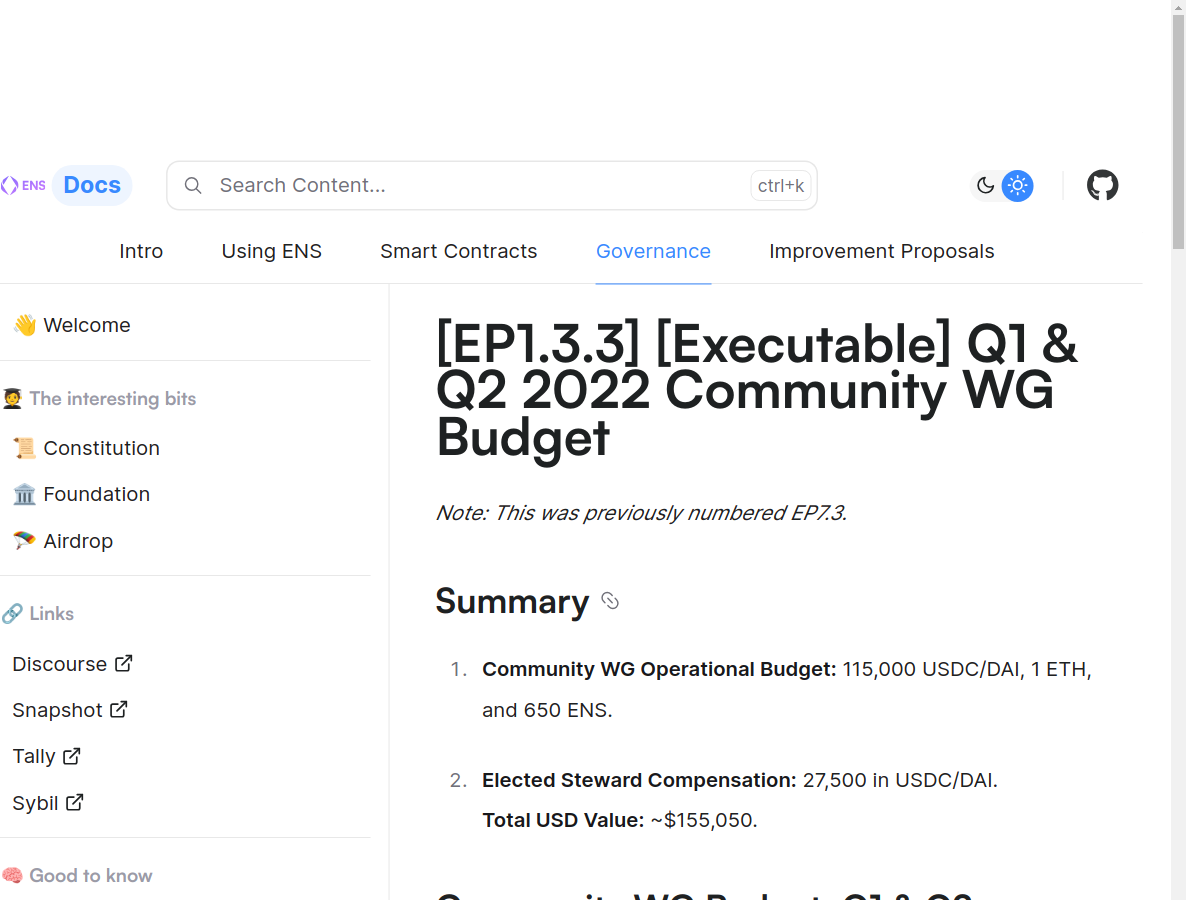 ENS Docs
Search Content...
ctrl+k
Intro
Using ENS
Smart Contracts
Governance
Improvement Proposals
👋 Welcome
🧑‍🎓 The interesting bits
📜 Constitution
🏛️ Foundation
🪂 Airdrop
🔗 Links
Discourse
Snapshot
Tally
Sybil
🧠 Good to know
[EP1.3.3] [Executable] Q1 &
Q2 2022 Community WG
Budget
Note: This was previously numbered EP7.3.
Summary
1. Community WG Operational Budget: 115,000 USDC/DAI, 1 ETH,
and 650 ENS.
2. Elected Steward Compensation: 27,500 in USDC/DAI.
Total USD Value: ~$155,050.